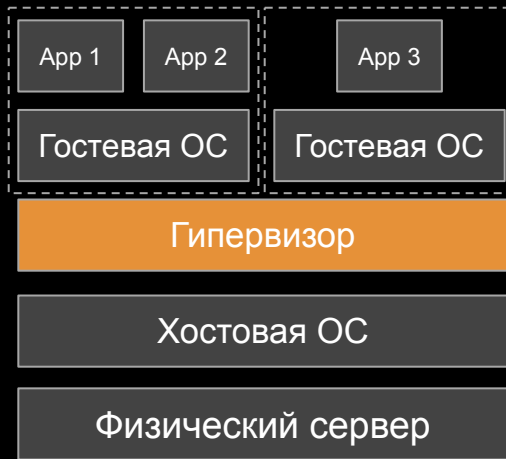 App 1
App 2
App 3
Гостевая ОС
Гостевая ОС
Гипервизор
Хостовая ОС
Физический сервер